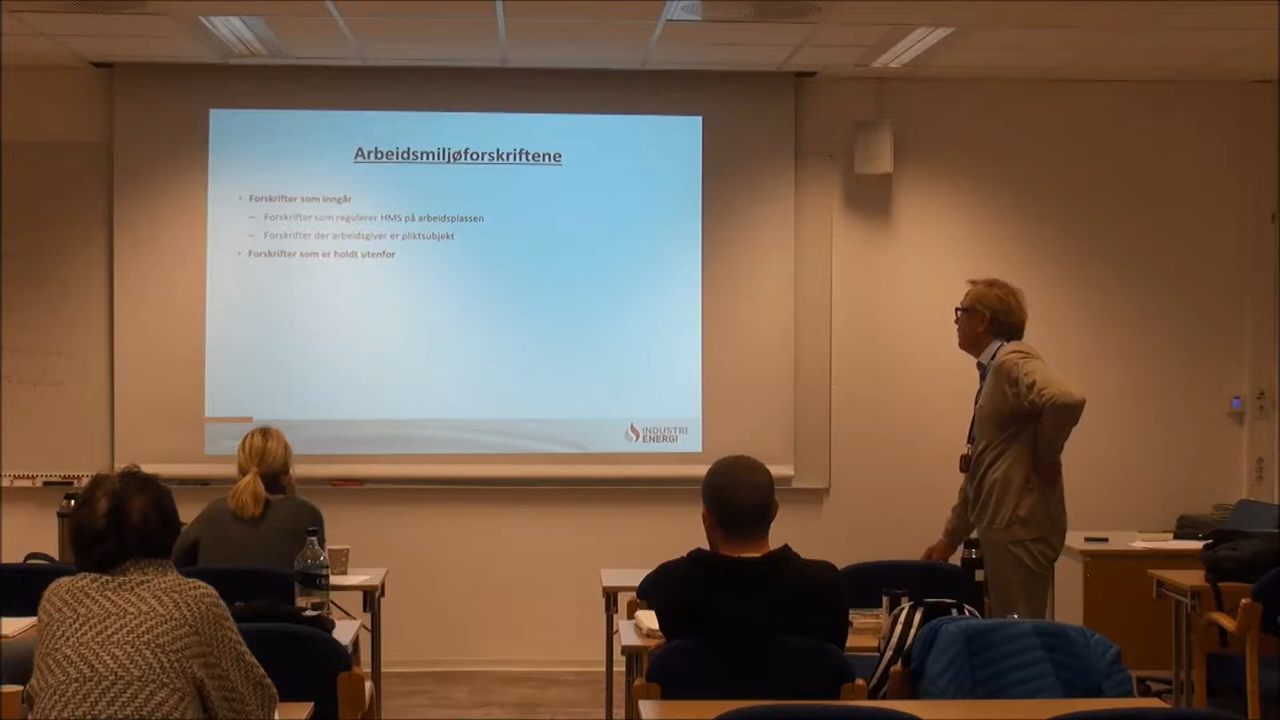 Arbeidsmiljøforskriftene
• Forskrifter som inngår
– Forskrifter som regulerer HMS på arbeidsplassen
– Forskrifter der arbeidsgiver er pliktsubjekt
• Forskrifter som er holdt utenfor
INDUSTRI
ENERGI